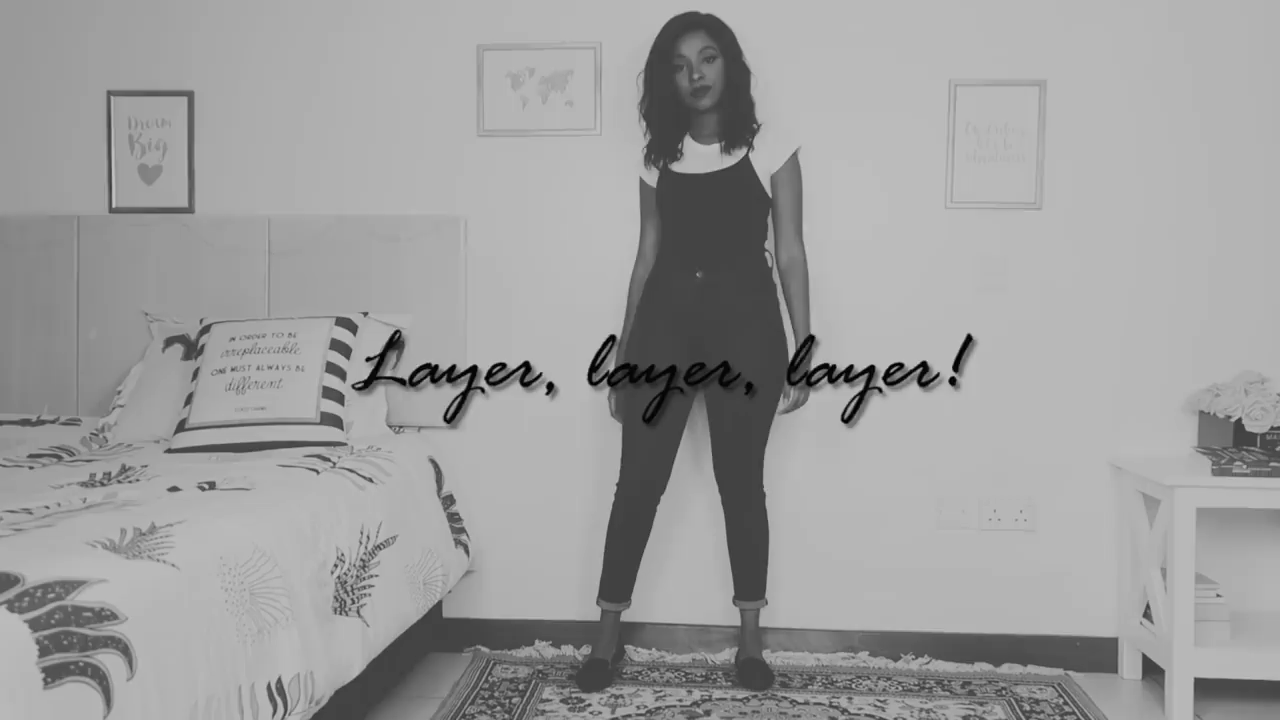 Dream
Big
IN ORDER TO BE
irreplaceable,
ONE MUST ALWAYS BE
different
Layer, layer, layer!